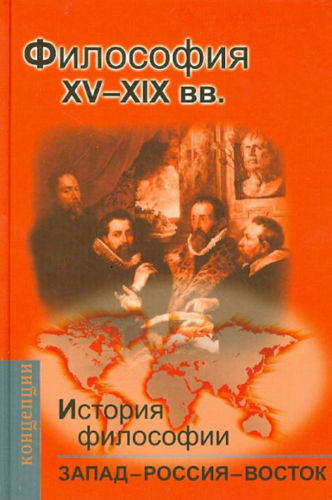 Философия
XV–XIX вв.
История
философии
ЗАПАД–РОССИЯ–ВОСТОК
концепции